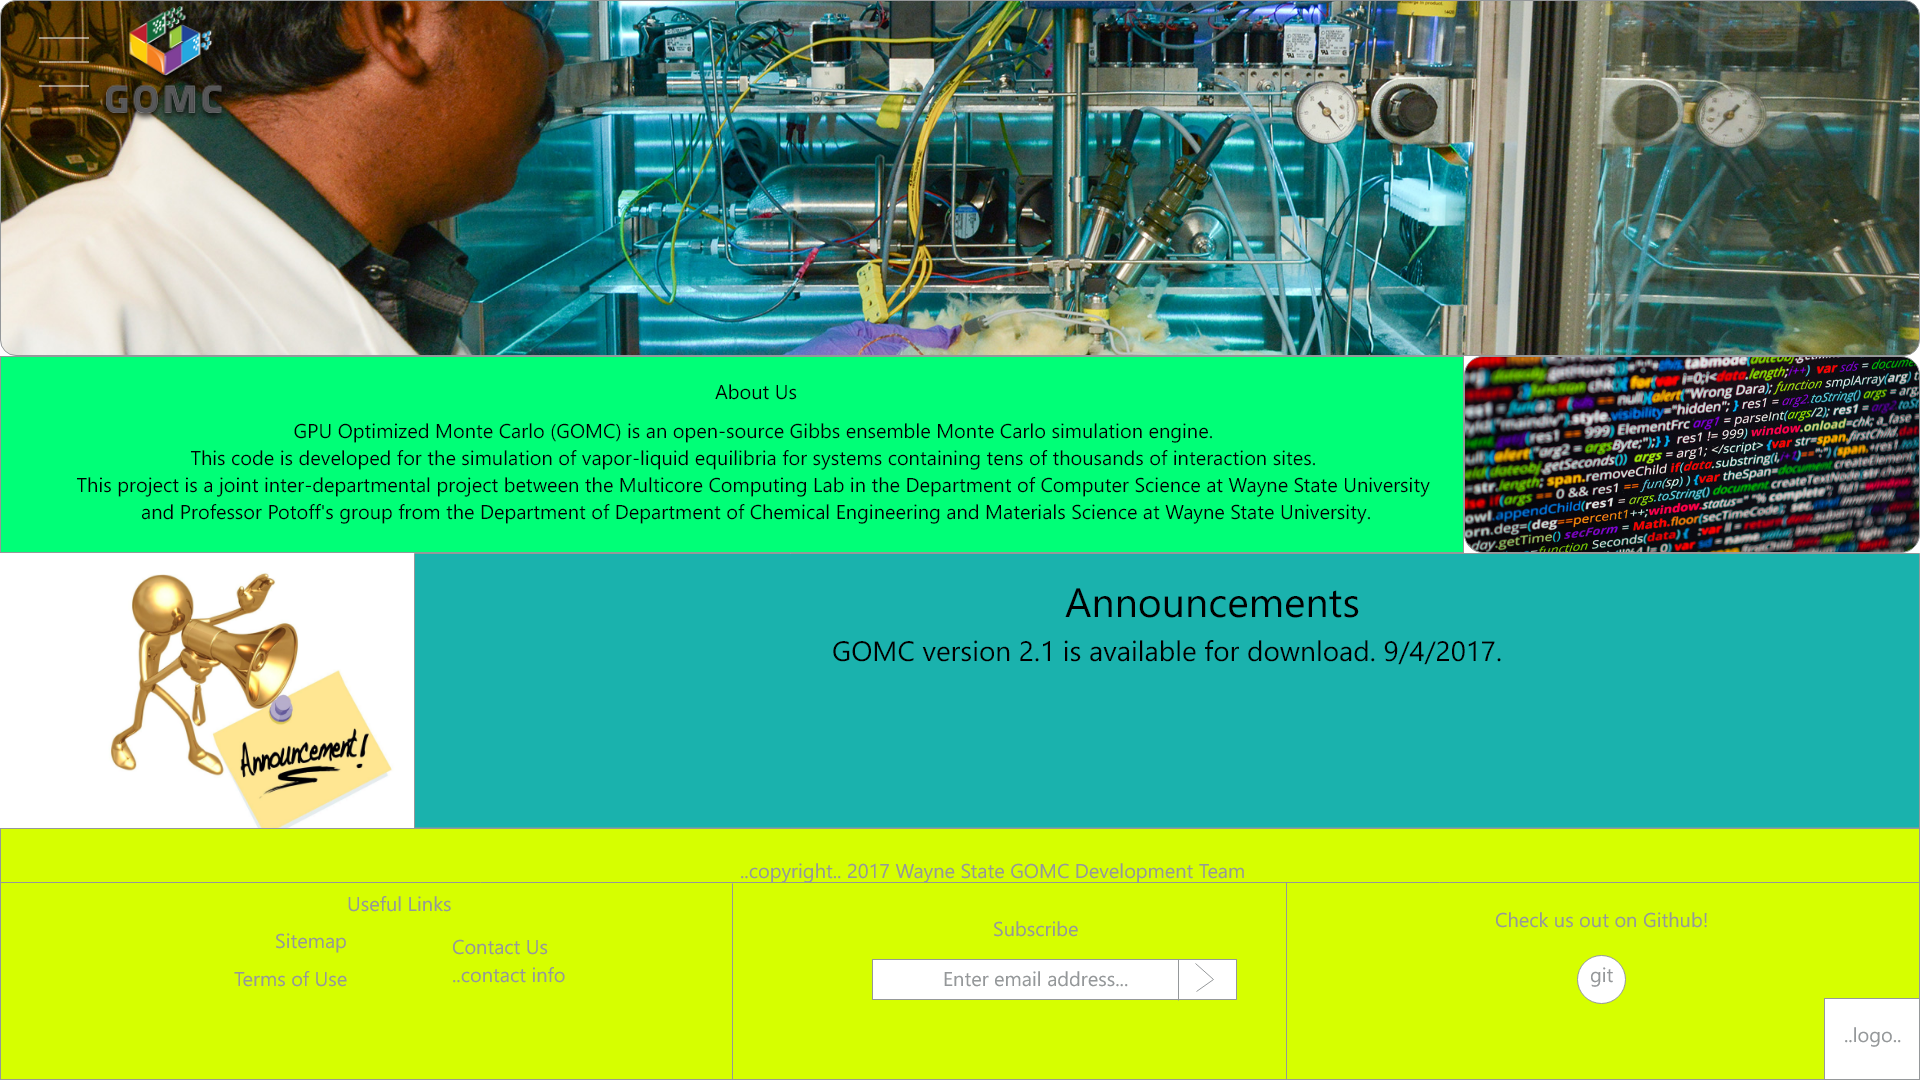 GOMC
About Us
GPU Optimized Monte Carlo (GOMC) is an open-source Gibbs ensemble Monte Carlo simulation engine.
This code is developed for the simulation of vapor-liquid equilibria for systems containing tens of thousands of interaction sites.
This project is a joint inter-departmental project between the Multicore Computing Lab in the Department of Computer Science at Wayne State University
and Professor Potoff's group from the Department of Department of Chemical Engineering and Materials Science at Wayne State University.
Announcement!
Announcements
GOMC version 2.1 is available for download. 9/4/2017.
..copyright.. 2017 Wayne State GOMC Development Team
Useful Links
Sitemap
Terms of Use
Contact Us
..contact info
Subscribe
Enter email address...
Check us out on Github!
git
..logo..